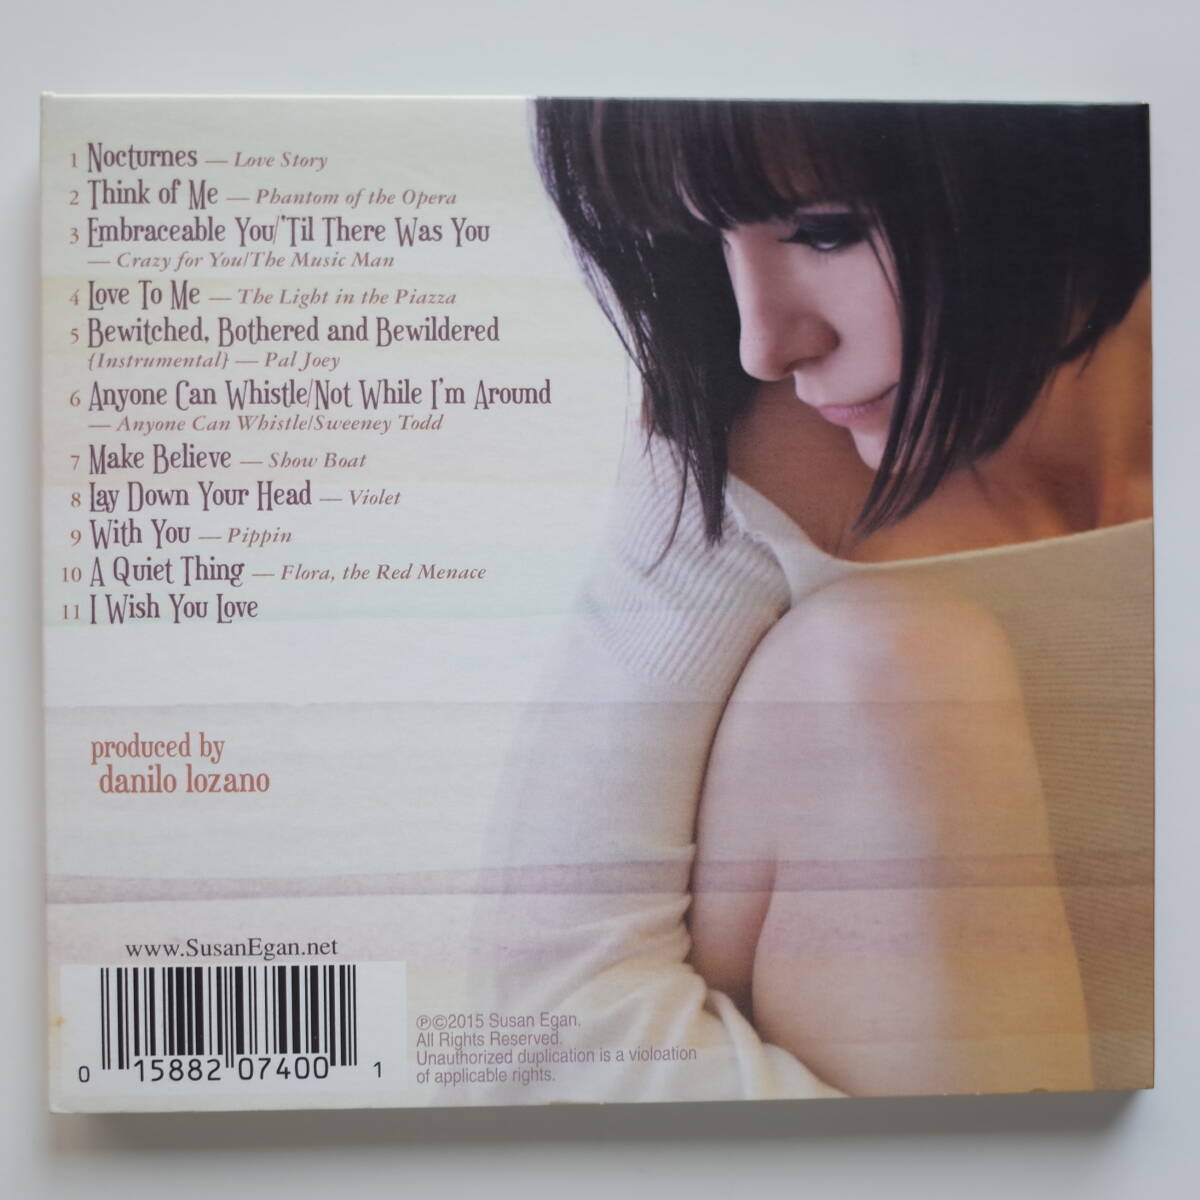 1 Nocturnes — Love Story
2 Think of Me — Phantom of the Opera
3 Embraceable You/'Til There Was You
— Crazy for You/The Music Man
4 Love To Me — The Light in the Piazza
5 Bewitched, Bothered and Bewildered
{Instrumental} — Pal Joey
6 Anyone Can Whistle/Not While I'm Around
— Anyone Can Whistle/Sweeney Todd
7 Make Believe — Show Boat
8 Lay Down Your Head — Violet
9 With You — Pippin
10 A Quiet Thing — Flora, the Red Menace
11 I Wish You Love
produced by
danilo lozano
www.SusanEgan.net
0 15882 07400 1
℗©2015 Susan Egan.
All Rights Reserved.
Unauthorized duplication is a violoation
of applicable rights.